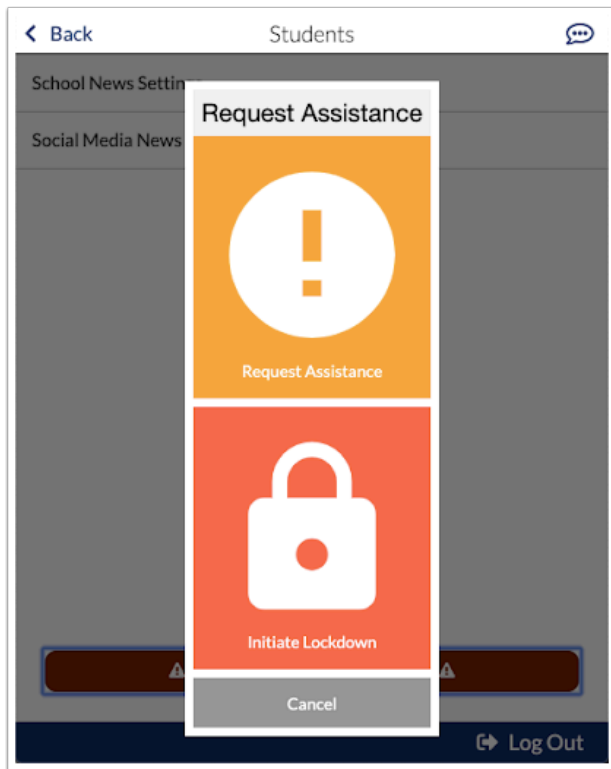 Back
Students
School News Settin
Request Assistance
Social Media News
Request Assistance
Initiate Lockdown
Cancel
Log Out